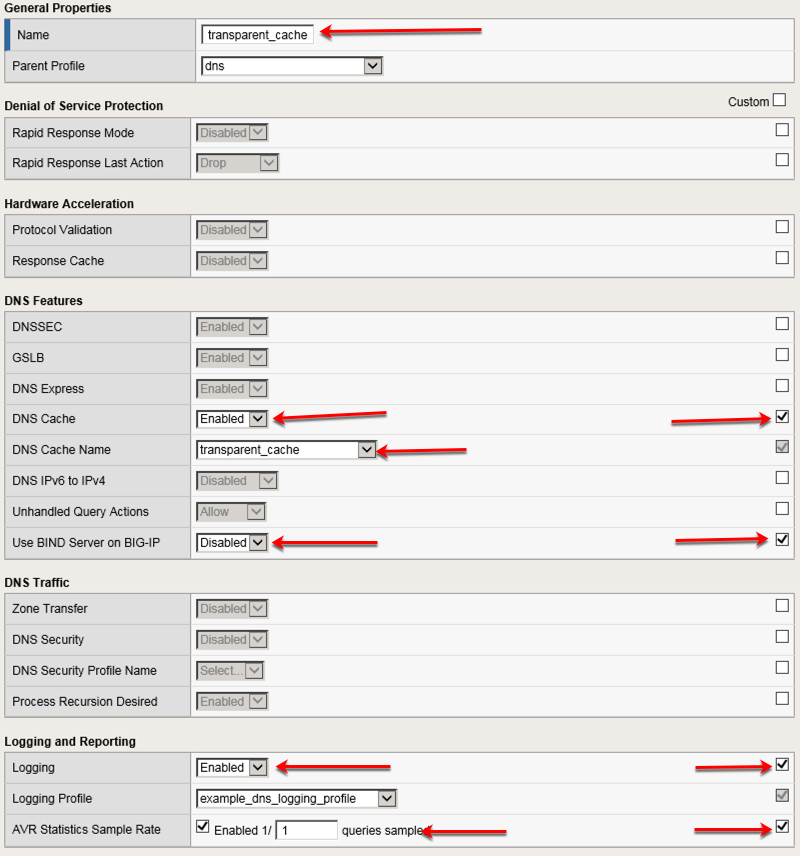 General Properties
Name transparent_cache
Parent Profile dns
Denial of Service Protection Custom
Rapid Response Mode Disabled
Rapid Response Last Action Drop
Hardware Acceleration
Protocol Validation Disabled
Response Cache Disabled
DNS Features
DNSSEC Enabled
GSLB Enabled
DNS Express Enabled
DNS Cache Enabled
DNS Cache Name transparent_cache
DNS IPv6 to IPv4 Disabled
Unhandled Query Actions Allow
Use BIND Server on BIG-IP Disabled
DNS Traffic
Zone Transfer Disabled
DNS Security Disabled
DNS Security Profile Name Select...
Process Recursion Desired Enabled
Logging and Reporting
Logging Enabled
Logging Profile example_dns_logging_profile
AVR Statistics Sample Rate Enabled 1/ 1 queries sampled